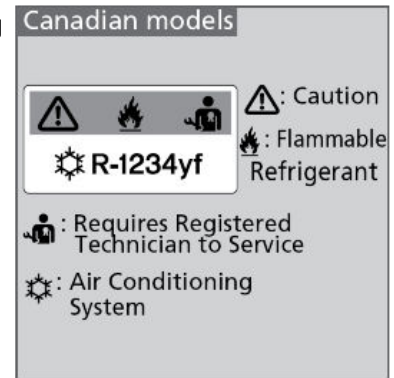 Canadian models
R-1234yf
: Caution
: Flammable
Refrigerant
: Requires Registered
Technician to Service
: Air Conditioning
System